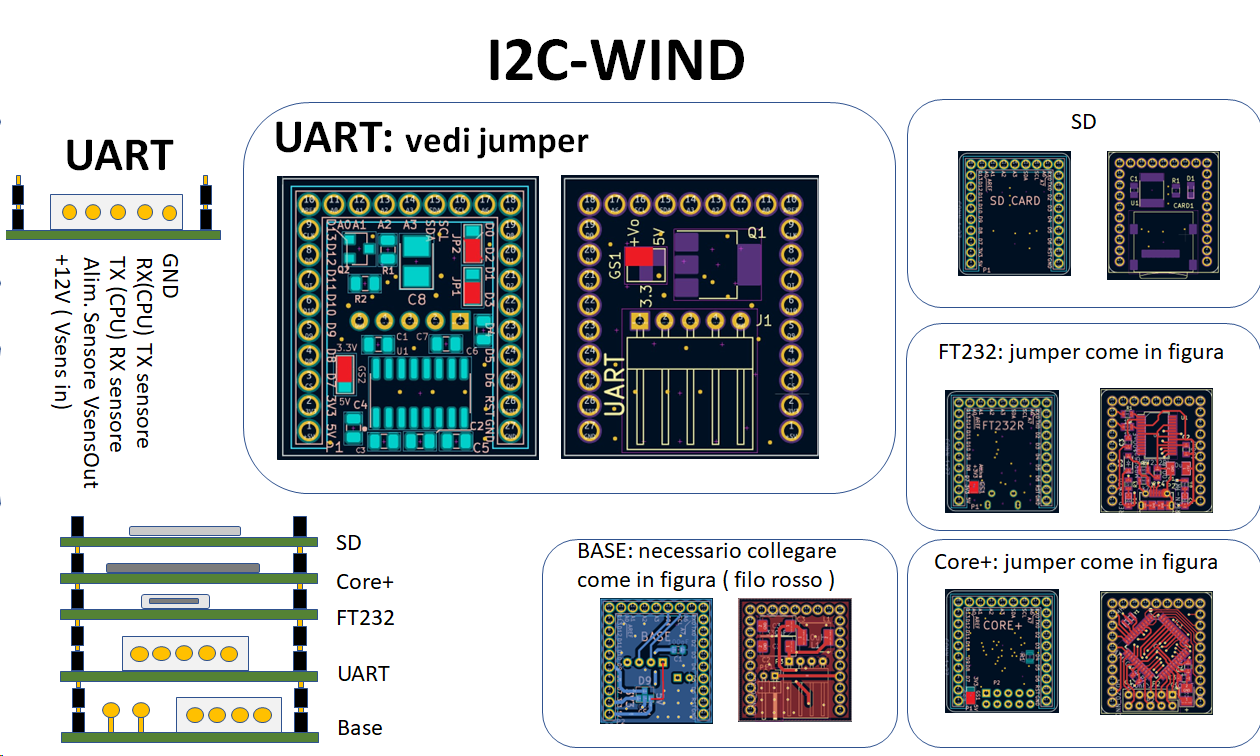 I2C-WIND
UART
GND
RX(CPU) TX sensore
TX (CPU) RX sensore
Alim. Sensore VsensOut
+12V ( Vsens in)
UART: vedi jumper
A0 A1 A2 A3 SDA SCL
JP2
JP1
Q2
R1
R2
C8
C1
C7
U1
C6
3.3V
GS2
5V
C4
C2
C3
C5
P1
D0
D2
D1
D3
D4
D5
D6
RST
GND
D13
D12
D11
D10
D9
D8
D7
3V3
5V
+Vo
5V
GS1
3.3
Q1
J1
UART
SD
SD CARD
P1
C1
R1
D1
U1
CARD1
FT232: jumper come in figura
FT232R
P1
Core+: jumper come in figura
CORE+
P2
BASE: necessario collegare
come in figura ( filo rosso )
BASE
D9
SD
Core+
FT232
UART
Base